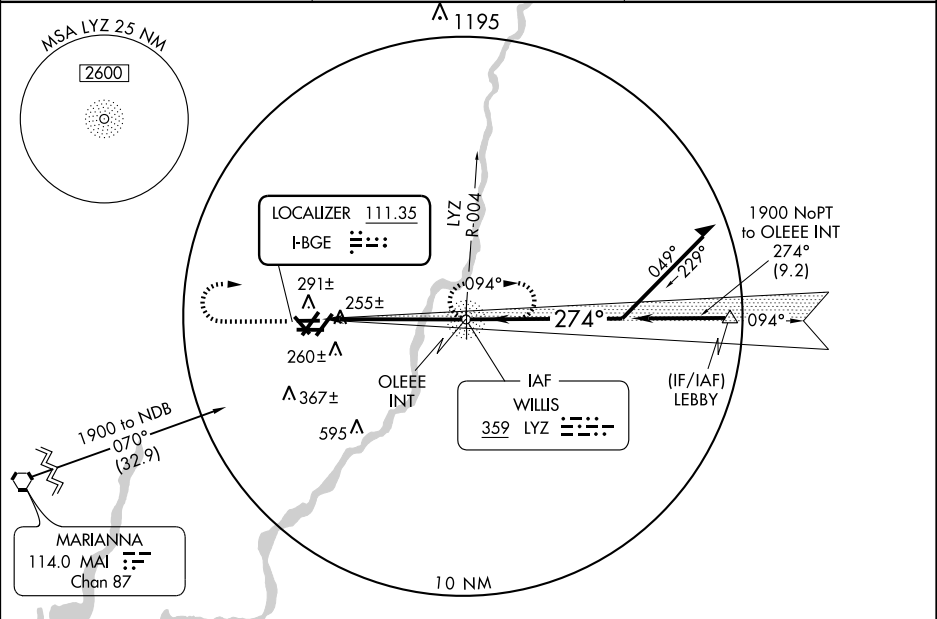 1195
MSA LYZ 25 NM
2600
LOCALIZER 111.35
I-BGE
LYZ
R-004
1900 NoPT
to OLEEE INT
274°
(9.2)
049°
229°
291±
255±
094°
274°
094°
260±
367±
595
OLEEE
INT
IAF
WILLIS
359 LYZ
(IF/IAF)
LEBBY
1900 to NDB
070°
(32.9)
MARIANNA
114.0 MAI
Chan 87
10 NM